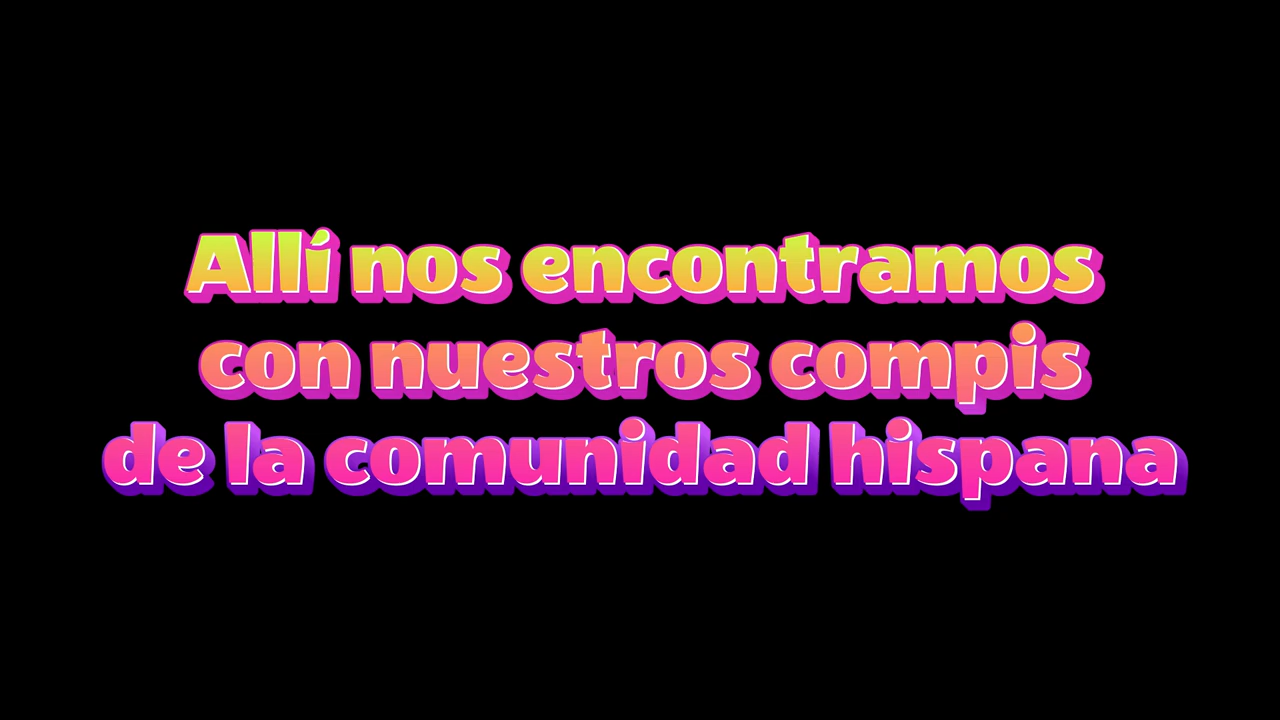 Allí nos encontramos
con nuestros compis
de la comunidad hispana